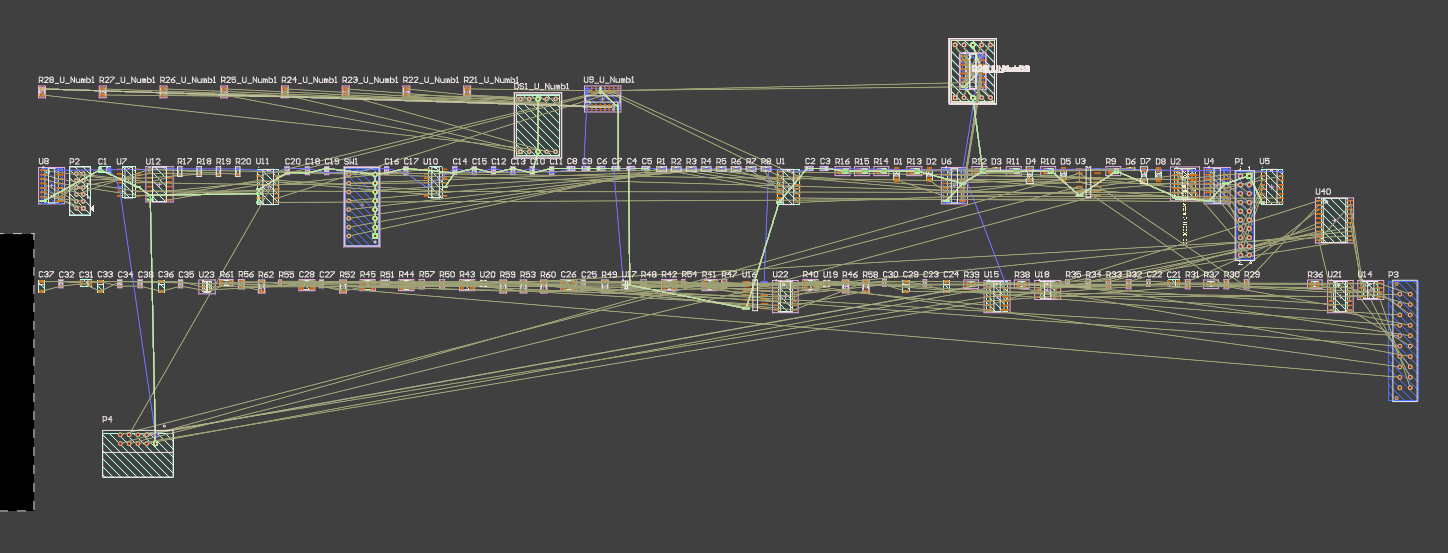 R28_U_Numb1 R27_U_Numb1 R26_U_Numb1 R25_U_Numb1 R24_U_Numb1 R23_U_Numb1 R22_U_Numb1 R21_U_Numb1 DS1_U_Numb1 U9_U_Numb1
U8 P2 C1 U7 U12 R17 R18 R19 R20 U11 C20 C18 C19 SW1 C16 C17 U10 C14 C15 C12 C13 C10 C11 C8 C9 C6 C7 C4 C5 R1 R2 R3 R4 R5 R6 R7 R8 U1 C2 C3 R16 R15 R14 D1 R13 D2 U6 R12 D3 R11 D4 R10 D5 U3 R9 D6 D7 D8 U2 U4 P1 U5
U40
C37 C32 C31 C33 C34 C38 C36 C35 U23 R61 R56 R62 R55 C28 C27 R52 R45 R51 R44 R57 R50 R43 U20 R59 R53 R60 C26 C25 R49 U17 R48 R42 R54 R41 R47 U16 U22 R40 U19 R46 R58 C30 C29 C23 C24 R39 U15 R38 U18 R35 R34 R33 R32 C22 C21 R31 R37 R30 R29 R36 U21 U14 P3
P4